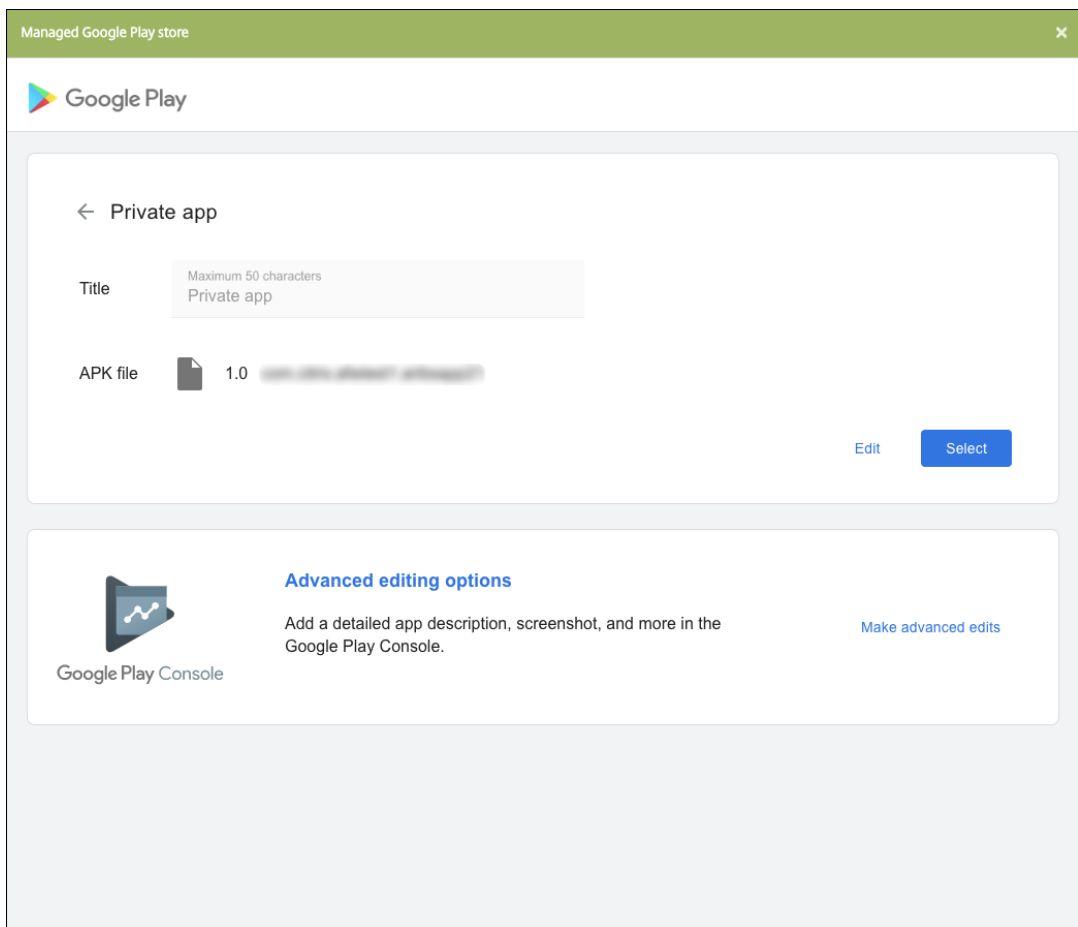 Managed Google Play store
Google Play
Private app
Title
Maximum 50 characters
Private app
APK file
1.0
Edit
Select
Advanced editing options
Add a detailed app description, screenshot, and more in the
Google Play Console.
Make advanced edits
Google Play Console